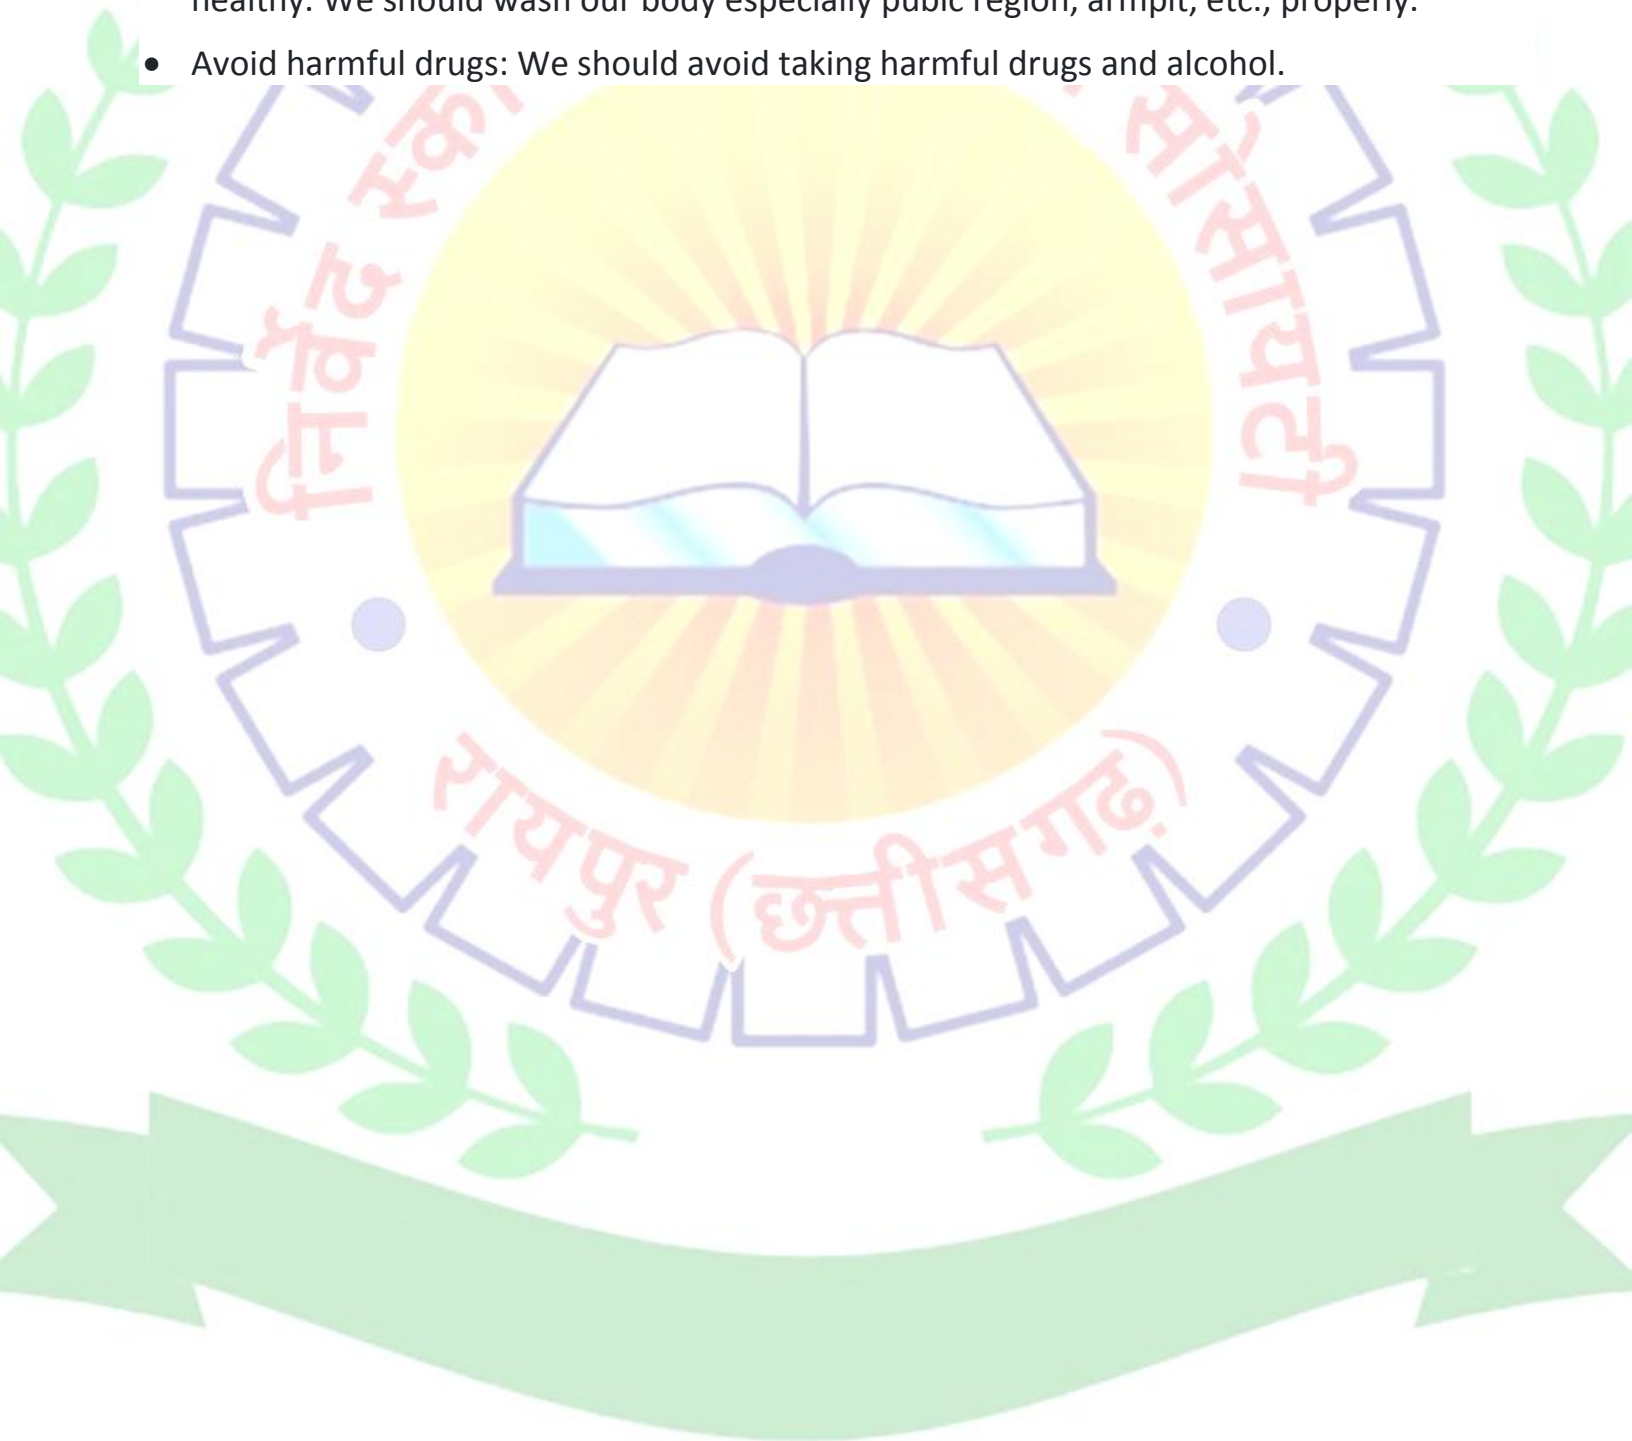 healthy. We should wash our body especially pubic region, armpit, etc., properly.
• Avoid harmful drugs: We should avoid taking harmful drugs and alcohol.
निर्वेद स्का
सोसायटी
रायपुर (छत्तीसगढ़)